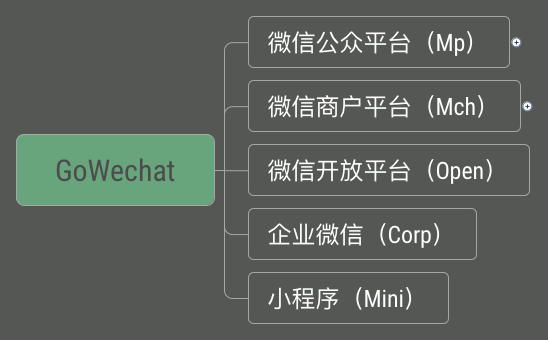 GoWechat
微信公众平台（Mp）
微信商户平台（Mch）
微信开放平台（Open）
企业微信（Corp）
小程序（Mini）